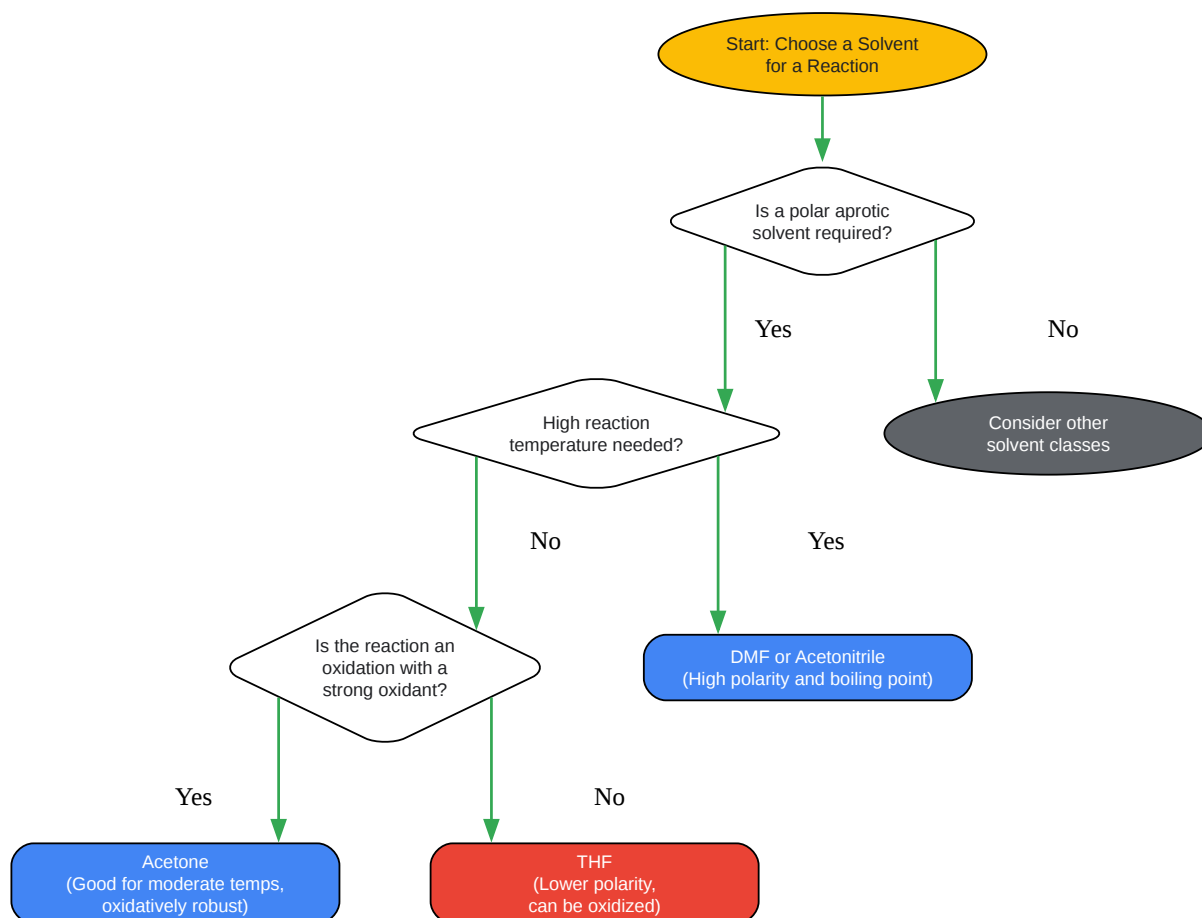 Start: Choose a Solvent
for a Reaction
Is a polar aprotic
solvent required?
Yes
No
High reaction
temperature needed?
Consider other
solvent classes
No
Yes
Is the reaction an
oxidation with a
strong oxidant?
DMF or Acetonitrile
(High polarity and boiling point)
Yes
No
Acetone
(Good for moderate temps,
oxidatively robust)
THF
(Lower polarity,
can be oxidized)